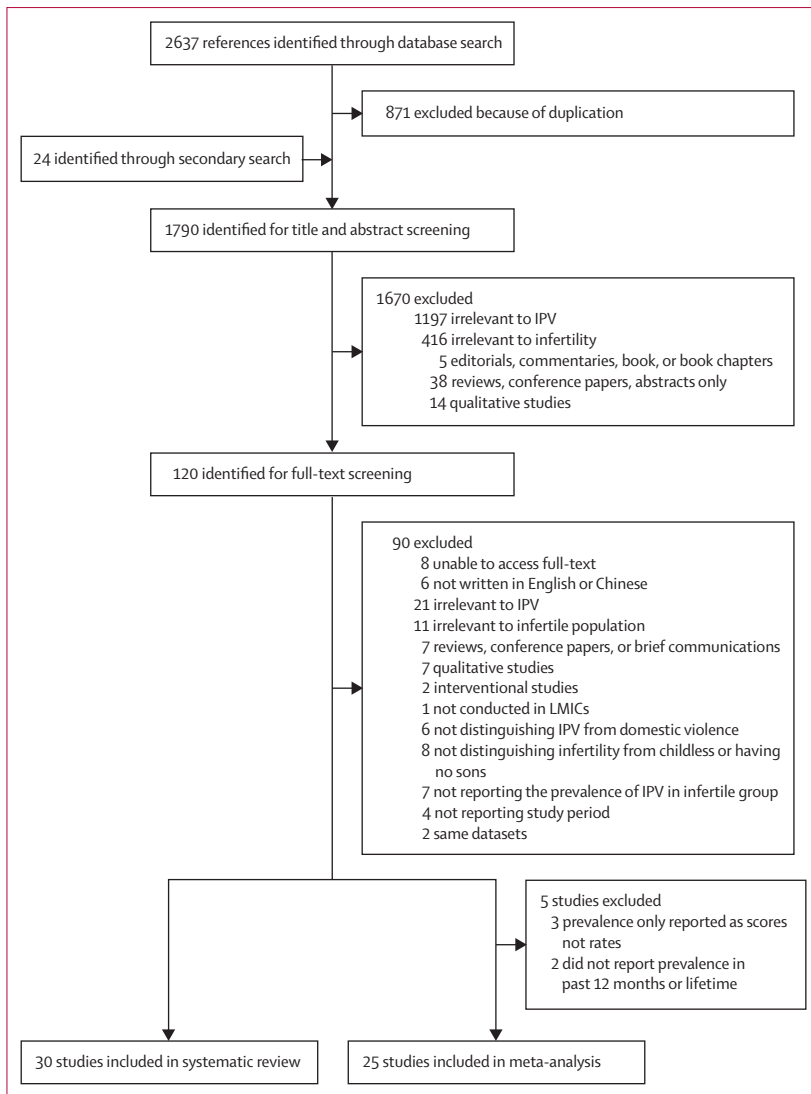 2637 references identified through database search
871 excluded because of duplication
24 identified through secondary search
1790 identified for title and abstract screening
1670 excluded
1197 irrelevant to IPV
416 irrelevant to infertility
5 editorials, commentaries, book, or book chapters
38 reviews, conference papers, abstracts only
14 qualitative studies
120 identified for full-text screening
90 excluded
8 unable to access full-text
6 not written in English or Chinese
21 irrelevant to IPV
11 irrelevant to infertile population
7 reviews, conference papers, or brief communications
7 qualitative studies
2 interventional studies
1 not conducted in LMICs
6 not distinguishing IPV from domestic violence
8 not distinguishing infertility from childless or having
no sons
7 not reporting the prevalence of IPV in infertile group
4 not reporting study period
2 same datasets
5 studies excluded
3 prevalence only reported as scores
not rates
2 did not report prevalence in
past 12 months or lifetime
30 studies included in systematic review
25 studies included in meta-analysis